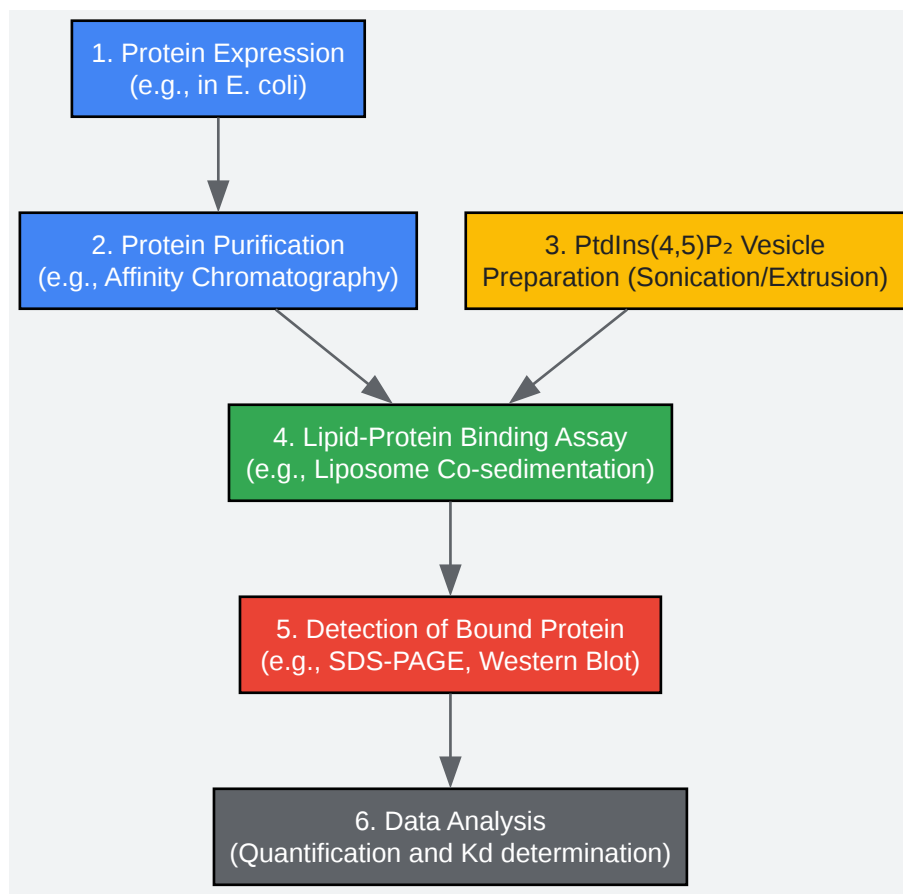 1. Protein Expression
(e.g., in E. coli)
2. Protein Purification
(e.g., Affinity Chromatography)
3. PtdIns(4,5)P₂ Vesicle
Preparation (Sonication/Extrusion)
4. Lipid-Protein Binding Assay
(e.g., Liposome Co-sedimentation)
5. Detection of Bound Protein
(e.g., SDS-PAGE, Western Blot)
6. Data Analysis
(Quantification and Kd determination)